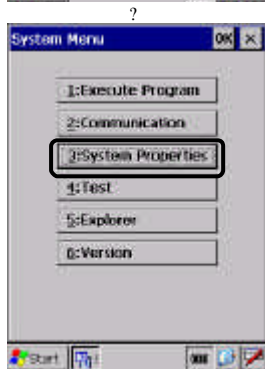 ?
System Menu OK ×
1:Execute Program
2:Communication
3:System Properties
4:Test
5:Explorer
6:Version
Start